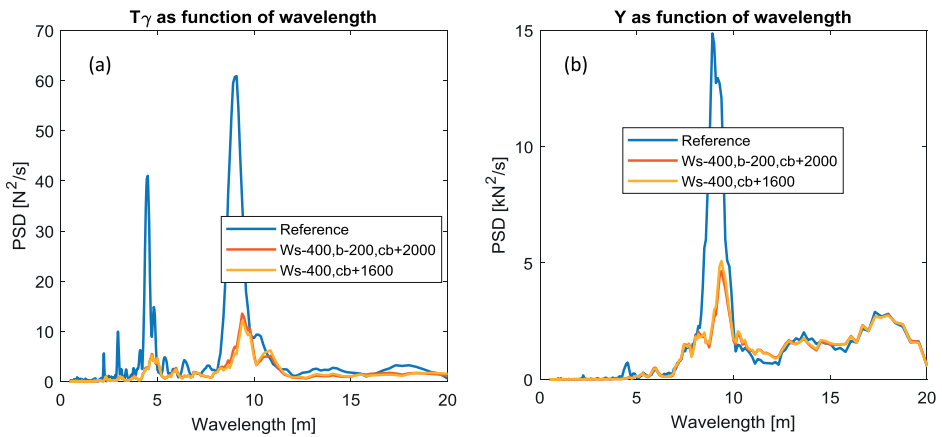 Tγ as function of wavelength
(a)
PSD [N²/s]
70
60
50
40
30
20
10
0
Reference
Ws-400,b-200,cb+2000
Ws-400,cb+1600
0 5 10 15 20
Wavelength [m]
Y as function of wavelength
(b)
PSD [kN²/s]
15
10
5
0
Reference
Ws-400,b-200,cb+2000
Ws-400,cb+1600
0 5 10 15 20
Wavelength [m]